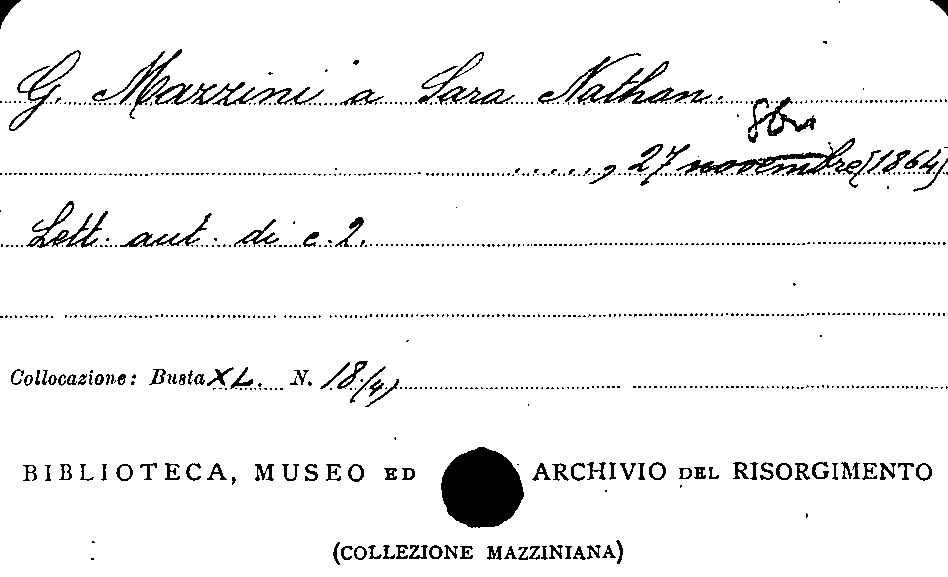 G. Mazzini a Sara Nathan.
8bre
....., 27 novembre [1864]
Lett. aut. di c. 2.
Collocazione: Busta XL. N. 18/4)
BIBLIOTECA, MUSEO ED ARCHIVIO DEL RISORGIMENTO
(COLLEZIONE MAZZINIANA)